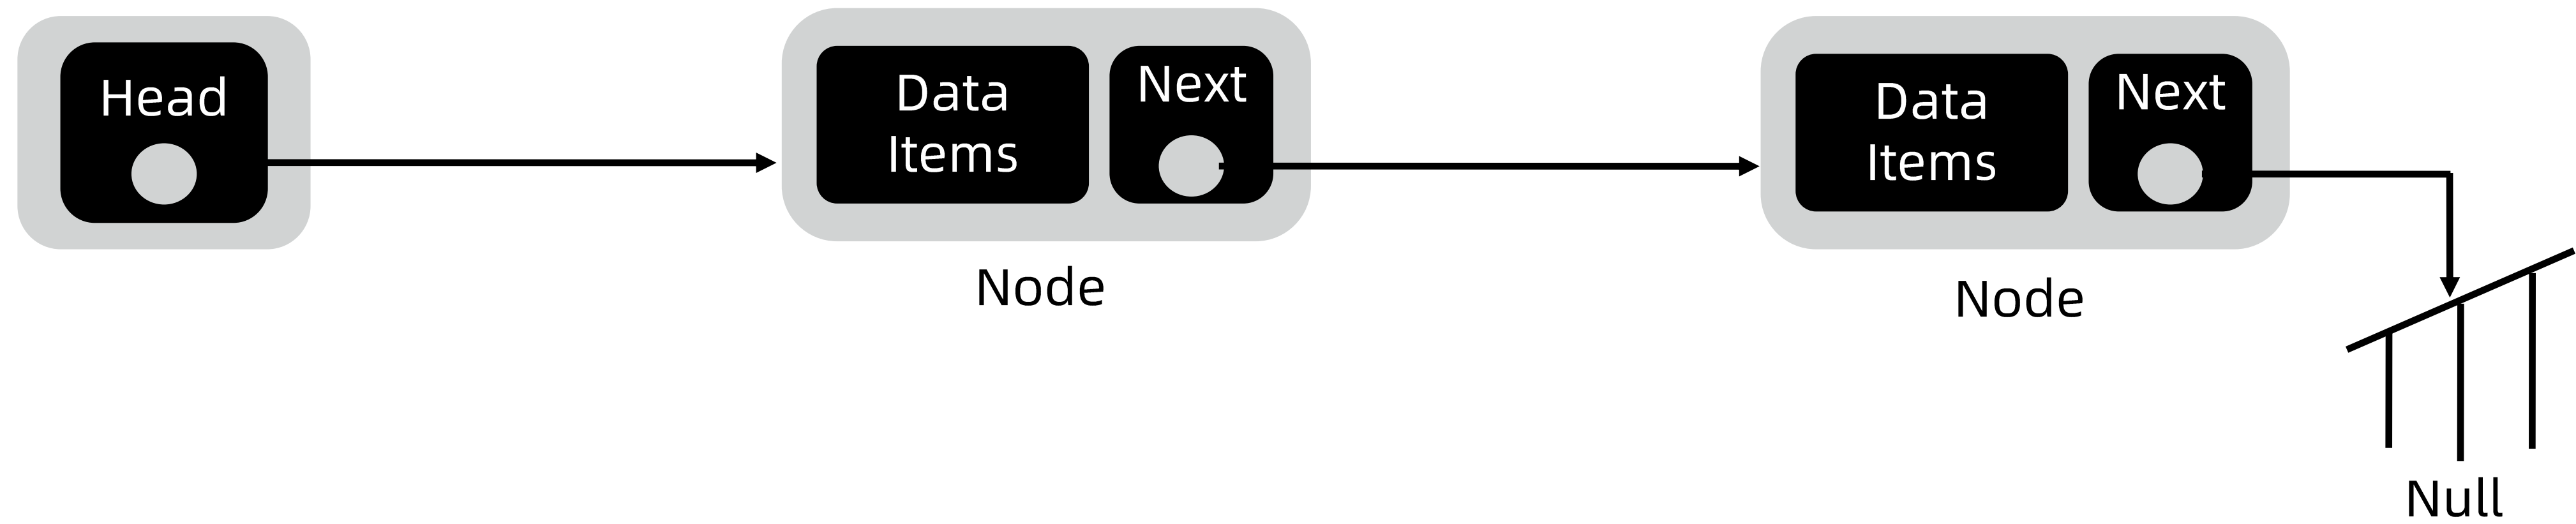 Head
Data
Items
Next
Node
Data
Items
Next
Node
Null